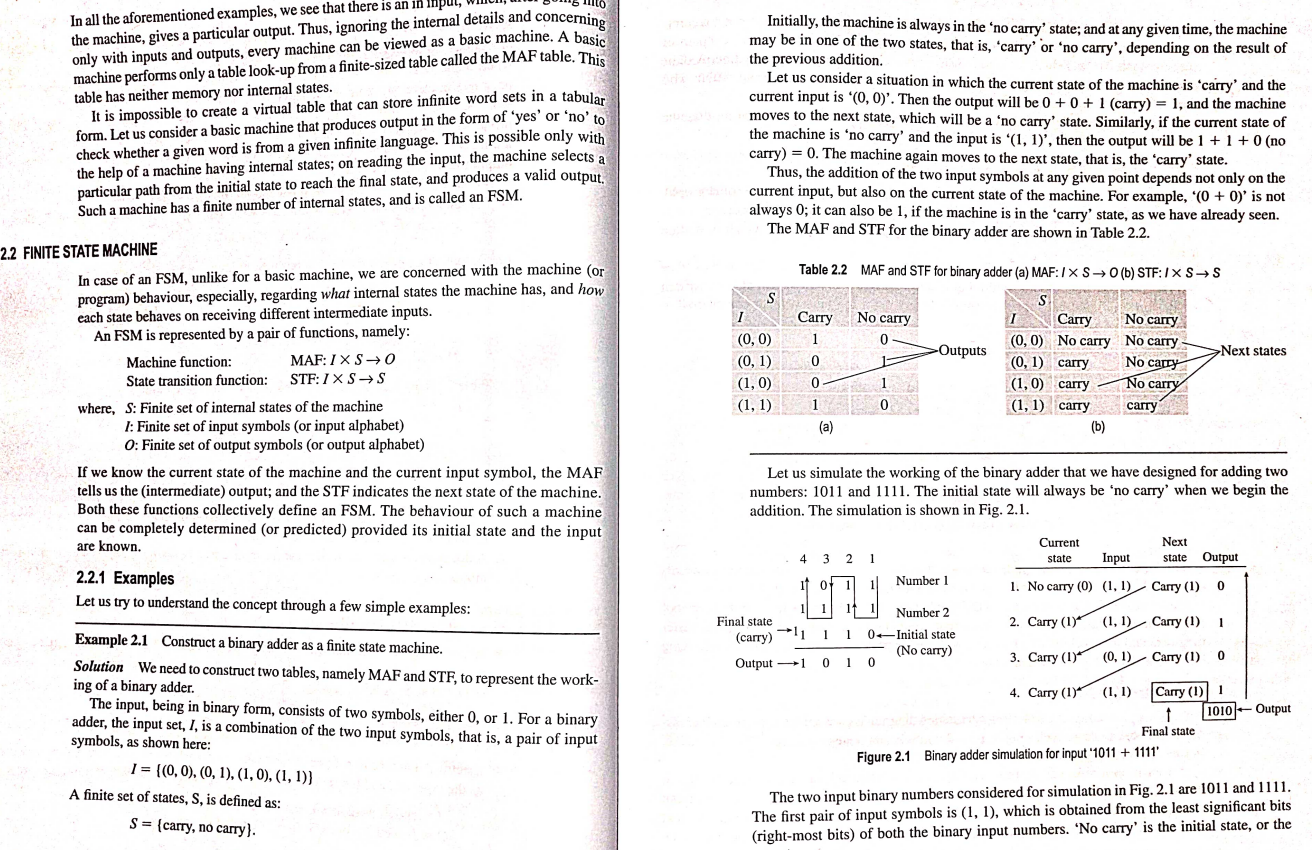 In all the aforementioned examples, we see that there is an in input, which, after going into
the machine, gives a particular output. Thus, ignoring the internal details and concerning
only with inputs and outputs, every machine can be viewed as a basic machine. A basic
machine performs only a table look-up from a finite-sized table called the MAF table. This
table has neither memory nor internal states.
It is impossible to create a virtual table that can store infinite word sets in a tabular
form. Let us consider a basic machine that produces output in the form of 'yes' or 'no' to
check whether a given word is from a given infinite language. This is possible only with
the help of a machine having internal states; on reading the input, the machine selects a
particular path from the initial state to reach the final state, and produces a valid output.
Such a machine has a finite number of internal states, and is called an FSM.
2.2 FINITE STATE MACHINE
In case of an FSM, unlike for a basic machine, we are concerned with the machine (or
program) behaviour, especially, regarding what internal states the machine has, and how
each state behaves on receiving different intermediate inputs.
An FSM is represented by a pair of functions, namely:
Machine function: MAF: I × S → O
State transition function: STF: I × S → S
where, S: Finite set of internal states of the machine
I: Finite set of input symbols (or input alphabet)
O: Finite set of output symbols (or output alphabet)
If we know the current state of the machine and the current input symbol, the MAF
tells us the (intermediate) output; and the STF indicates the next state of the machine.
Both these functions collectively define an FSM. The behaviour of such a machine
can be completely determined (or predicted) provided its initial state and the input
are known.
2.2.1 Examples
Let us try to understand the concept through a few simple examples:
Example 2.1 Construct a binary adder as a finite state machine.
Solution We need to construct two tables, namely MAF and STF, to represent the work-
ing of a binary adder.
The input, being in binary form, consists of two symbols, either 0, or 1. For a binary
adder, the input set, I, is a combination of the two input symbols, that is, a pair of input
symbols, as shown here:
I = {(0, 0), (0, 1), (1, 0), (1, 1)}
A finite set of states, S, is defined as:
S = {carry, no carry}.
Initially, the machine is always in the 'no carry' state; and at any given time, the machine
may be in one of the two states, that is, 'carry' or 'no carry', depending on the result of
the previous addition.
Let us consider a situation in which the current state of the machine is 'carry' and the
current input is '(0, 0)'. Then the output will be 0 + 0 + 1 (carry) = 1, and the machine
moves to the next state, which will be a 'no carry' state. Similarly, if the current state of
the machine is 'no carry' and the input is '(1, 1)', then the output will be 1 + 1 + 0 (no
carry) = 0. The machine again moves to the next state, that is, the 'carry' state.
Thus, the addition of the two input symbols at any given point depends not only on the
current input, but also on the current state of the machine. For example, '(0 + 0)' is not
always 0; it can also be 1, if the machine is in the 'carry' state, as we have already seen.
The MAF and STF for the binary adder are shown in Table 2.2.
Table 2.2 MAF and STF for binary adder (a) MAF: I × S → O (b) STF: I × S → S
S
I Carry No carry
(0, 0) 1 0
(0, 1) 0 1
(1, 0) 0 1
(1, 1) 1 0
Outputs
(a)
S
I Carry No carry
(0, 0) No carry No carry
(0, 1) carry No carry
(1, 0) carry No carry
(1, 1) carry carry
Next states
(b)
Let us simulate the working of the binary adder that we have designed for adding two
numbers: 1011 and 1111. The initial state will always be 'no carry' when we begin the
addition. The simulation is shown in Fig. 2.1.
4 3 2 1
1 0 1 1 Number 1
1 1 1 1 Number 2
Final state
(carry) → 1 1 1 1 0 ← Initial state
(No carry)
Output → 1 0 1 0
Current Next
state Input state Output
1. No carry (0) (1, 1) Carry (1) 0
2. Carry (1) (1, 1) Carry (1) 1
3. Carry (1) (0, 1) Carry (1) 0
4. Carry (1) (1, 1) Carry (1) 1
1010 ← Output
Final state
Figure 2.1 Binary adder simulation for input '1011 + 1111'
The two input binary numbers considered for simulation in Fig. 2.1 are 1011 and 1111.
The first pair of input symbols is (1, 1), which is obtained from the least significant bits
(right-most bits) of both the binary input numbers. 'No carry' is the initial state, or the